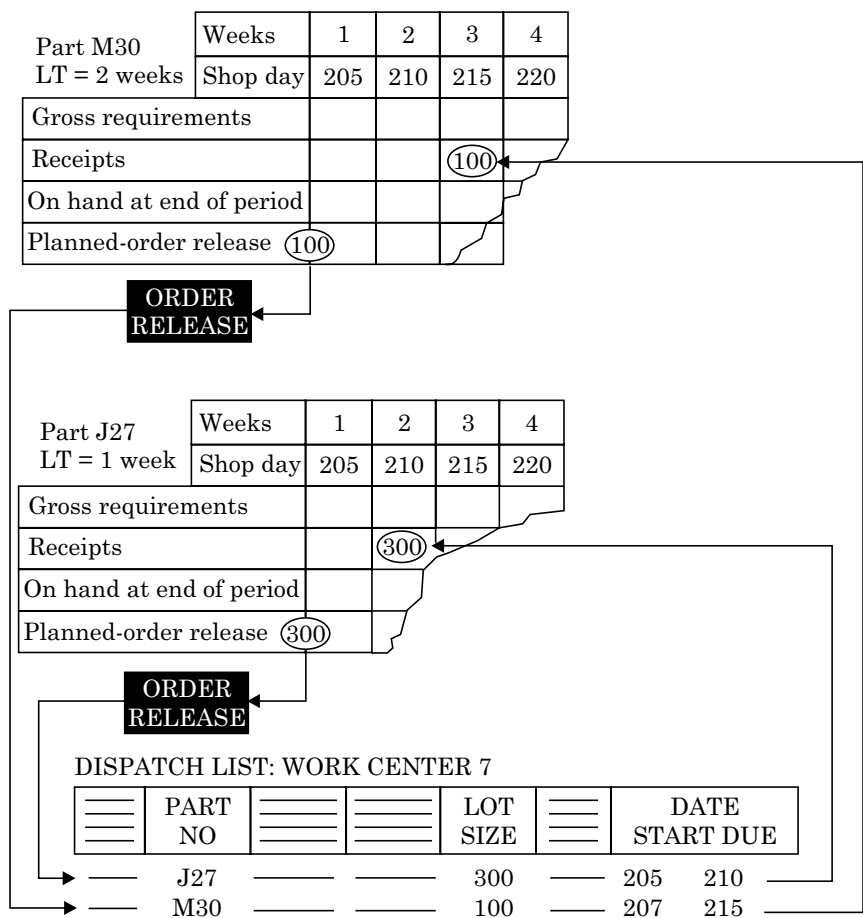 Part M30
LT = 2 weeks
Weeks 1 2 3 4
Shop day 205 210 215 220
Gross requirements
Receipts 100
On hand at end of period
Planned-order release 100
ORDER
RELEASE
Part J27
LT = 1 week
Weeks 1 2 3 4
Shop day 205 210 215 220
Gross requirements
Receipts 300
On hand at end of period
Planned-order release 300
ORDER
RELEASE
DISPATCH LIST: WORK CENTER 7
PART LOT DATE
NO SIZE START DUE
J27 300 205 210
M30 100 207 215